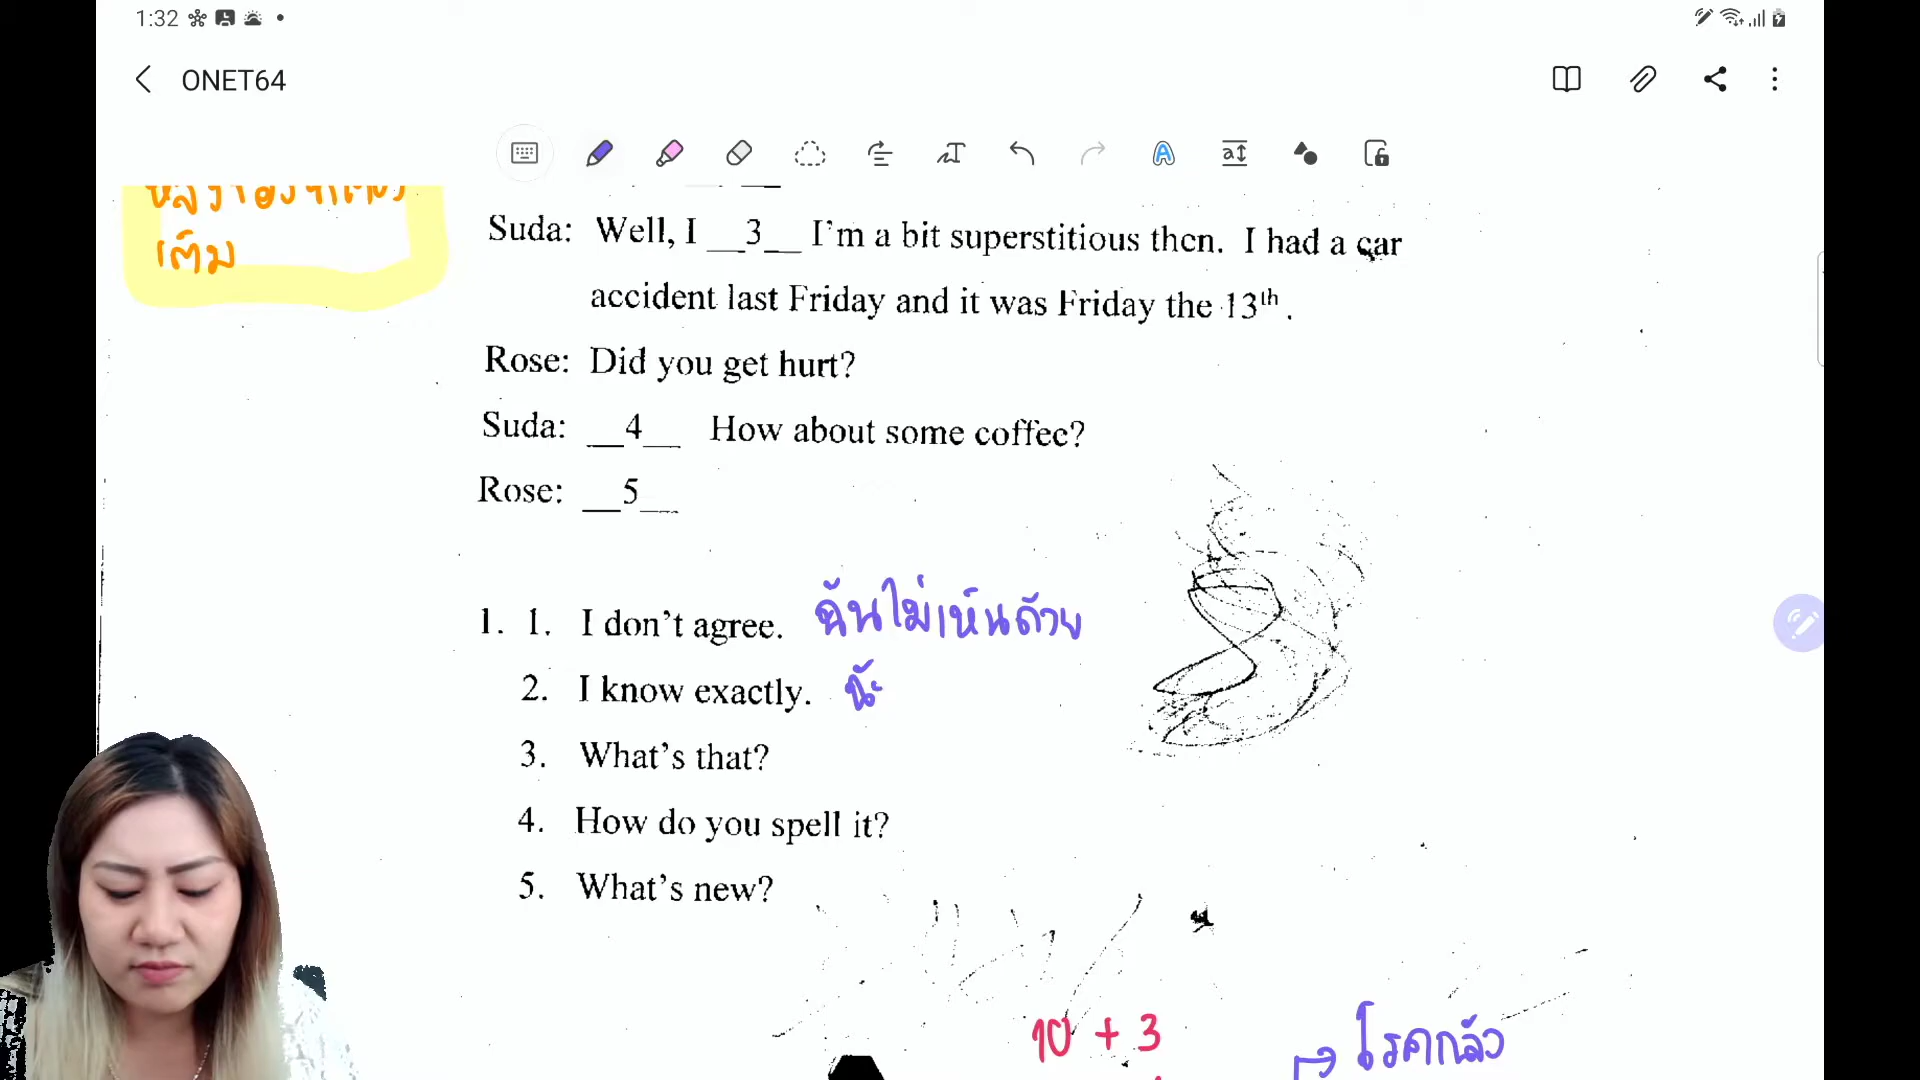 1:32
ONET64
เต็ม
Suda: Well, I __3__ I'm a bit superstitious then. I had a car
accident last Friday and it was Friday the 13th.
Rose: Did you get hurt?
Suda: __4__ How about some coffee?
Rose: __5__
1. 1. I don't agree. ฉันไม่เห็นด้วย
2. I know exactly. ฉั
3. What's that?
4. How do you spell it?
5. What's new?
10 + 3
→ โรคกลัว